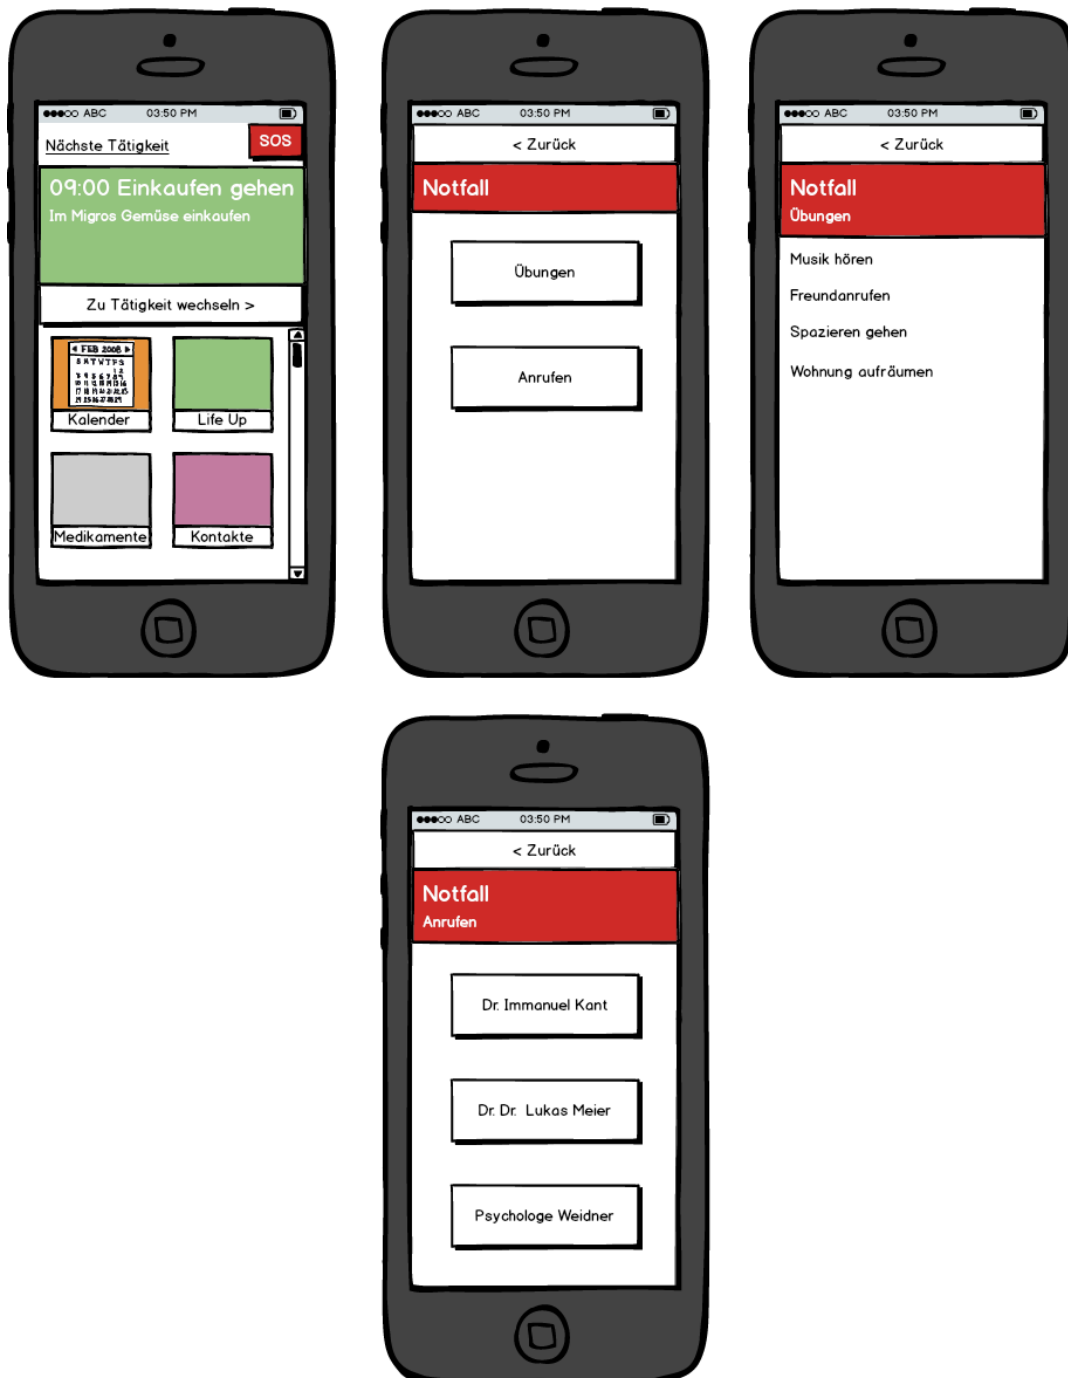 ABC 03:50 PM
Nächste Tätigkeit
SOS
09:00 Einkaufen gehen
Im Migros Gemüse einkaufen
Zu Tätigkeit wechseln >
FEB 2008
S M T W T F S
Kalender
Life Up
Medikamente
Kontakte
ABC 03:50 PM
< Zurück
Notfall
Übungen
Anrufen
ABC 03:50 PM
< Zurück
Notfall
Übungen
Musik hören
Freundanrufen
Spazieren gehen
Wohnung aufräumen
ABC 03:50 PM
< Zurück
Notfall
Anrufen
Dr. Immanuel Kant
Dr. Dr. Lukas Meier
Psychologe Weidner